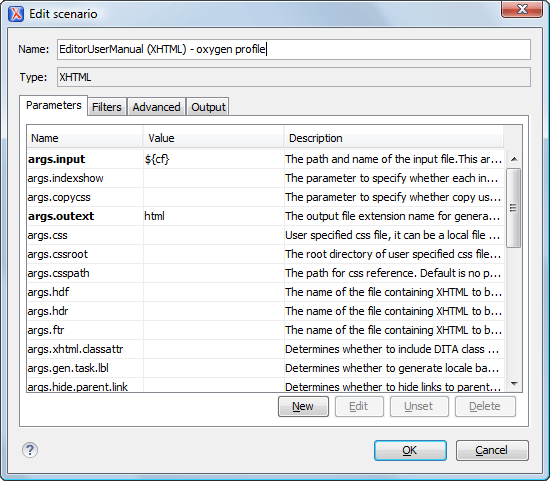 Edit scenario
Name: EditorUserManual (XHTML) - oxygen profile
Type: XHTML
Parameters Filters Advanced Output
Name Value Description
args.input ${cf} The path and name of the input file.This ar...
args.indexshow The parameter to specify whether each in...
args.copycss The parameter to specify whether copy us...
args.outext html The output file extension name for genera...
args.css User specified css file, it can be a local file ...
args.cssroot The root directory of user specified css file...
args.csspath The path for css reference. Default is no p...
args.hdf The name of the file containing XHTML to b...
args.hdr The name of the file containing XHTML to b...
args.ftr The name of the file containing XHTML to b...
args.xhtml.classattr Determines whether to include DITA class ...
args.gen.task.lbl Determines whether to generate locale ba...
args.hide.parent.link Determines whether to hide links to parent...
New Edit Unset Delete
? OK Cancel